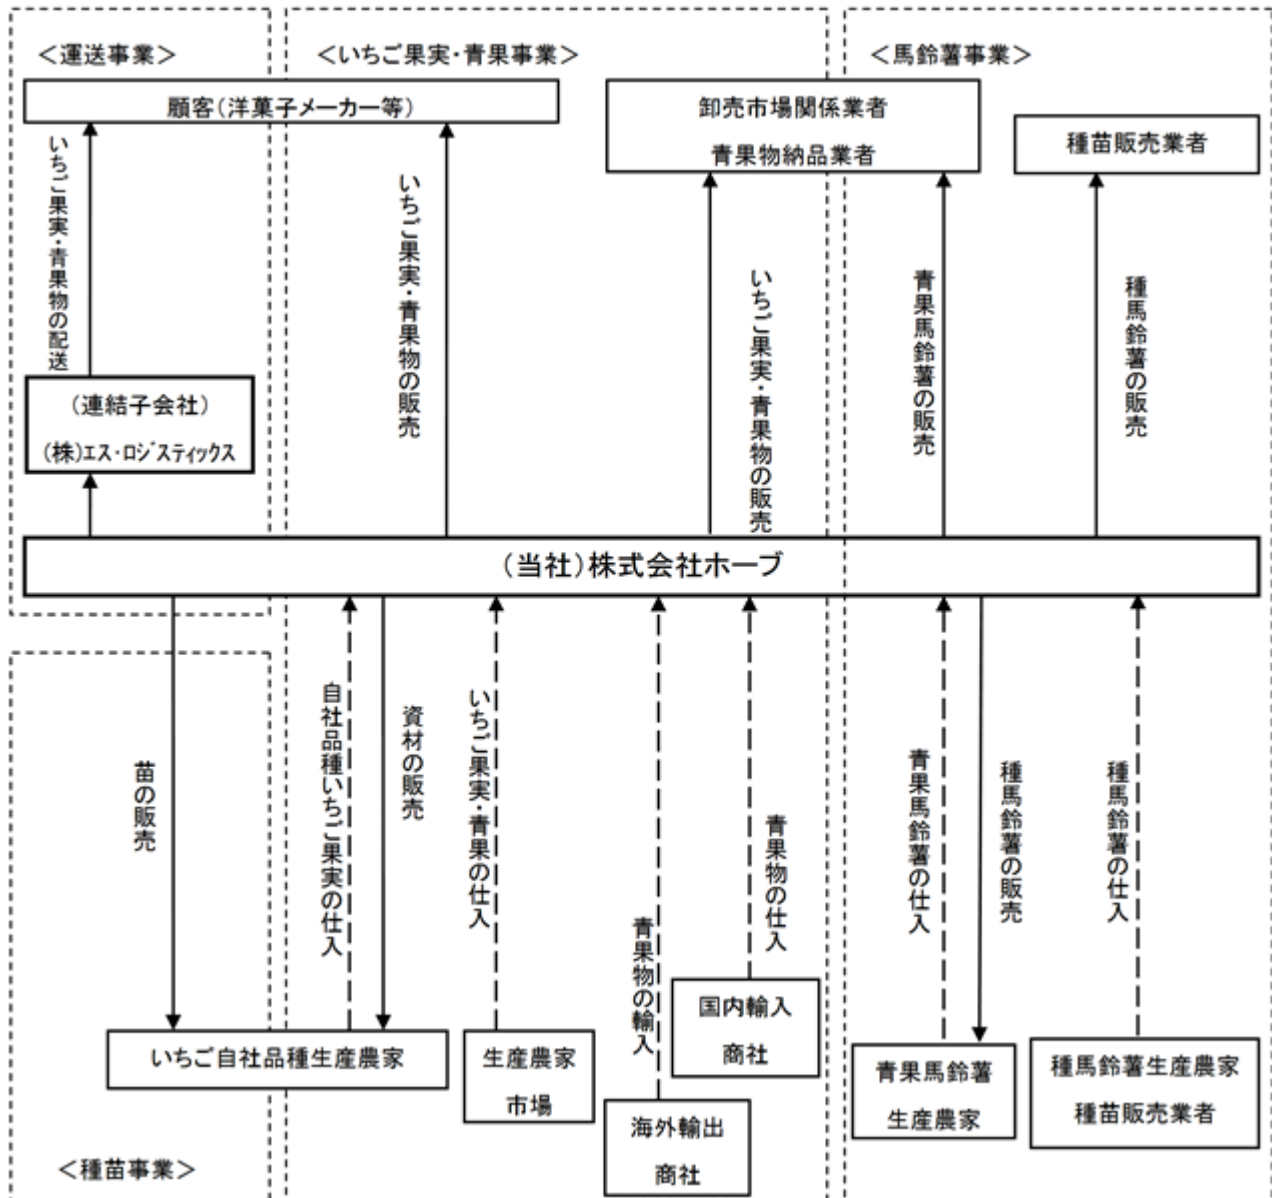 ＜運送事業＞
＜いちご果実・青果事業＞
＜馬鈴薯事業＞
顧客（洋菓子メーカー等）
卸売市場関係業者
青果物納品業者
種苗販売業者
いちご果実・青果物の配送
いちご果実・青果物の販売
いちご果実・青果物の販売
青果馬鈴薯の販売
種馬鈴薯の販売
（連結子会社）
（株）ｴｽ･ﾛｼﾞｽﾃｨｯｸｽ
（当社）株式会社ホーブ
苗の販売
自社品種いちご果実の仕入
資材の販売
いちご果実・青果の仕入
青果物の輸入
青果物の仕入
青果馬鈴薯の仕入
種馬鈴薯の販売
種馬鈴薯の仕入
いちご自社品種生産農家
生産農家
市場
海外輸出
商社
国内輸入
商社
青果馬鈴薯
生産農家
種馬鈴薯生産農家
種苗販売業者
＜種苗事業＞